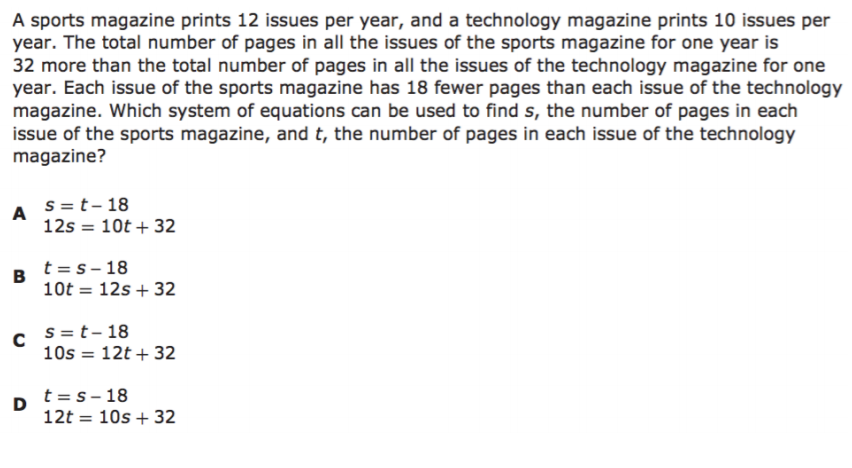 A sports magazine prints 12 issues per year, and a technology magazine prints 10 issues per
year. The total number of pages in all the issues of the sports magazine for one year is
32 more than the total number of pages in all the issues of the technology magazine for one
year. Each issue of the sports magazine has 18 fewer pages than each issue of the technology
magazine. Which system of equations can be used to find s, the number of pages in each
issue of the sports magazine, and t, the number of pages in each issue of the technology
magazine?
A
s = t – 18
12s = 10t + 32
B
t = s – 18
10t = 12s + 32
C
s = t – 18
10s = 12t + 32
D
t = s – 18
12t = 10s + 32